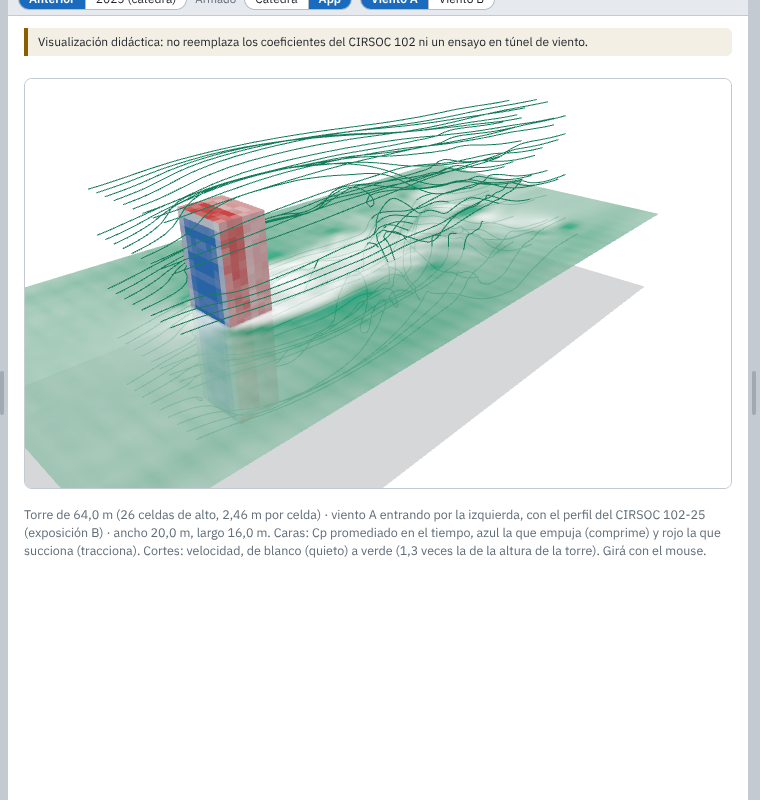 Anterior 2025 (cátedra) Armado Cátedra App Viento A Viento B
Visualización didáctica: no reemplaza los coeficientes del CIRSOC 102 ni un ensayo en túnel de viento.
Torre de 64,0 m (26 celdas de alto, 2,46 m por celda) · viento A entrando por la izquierda, con el perfil del CIRSOC 102-25
(exposición B) · ancho 20,0 m, largo 16,0 m. Caras: Cp promediado en el tiempo, azul la que empuja (comprime) y rojo la que
succiona (tracciona). Cortes: velocidad, de blanco (quieto) a verde (1,3 veces la de la altura de la torre). Girá con el mouse.